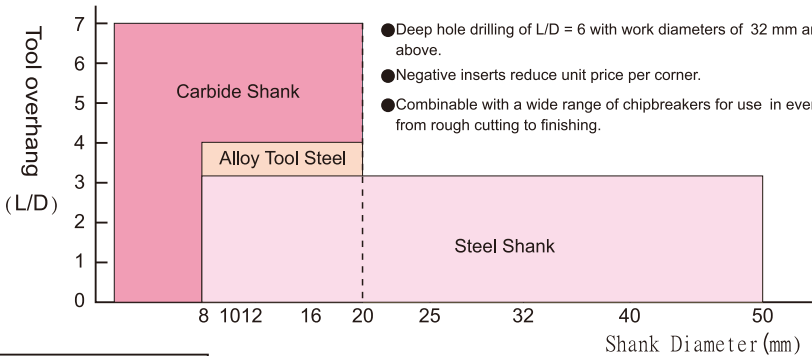 7
6
5
4
3
2
1
0
Tool overhang
(L/D)
Carbide Shank
Alloy Tool Steel
Steel Shank
●Deep hole drilling of L/D = 6 with work diameters of 32 mm
above.
●Negative inserts reduce unit price per corner.
●Combinable with a wide range of chipbreakers for use in
from rough cutting to finishing.
8 1012 16 20 25 32 40 50
Shank Diameter(mm)